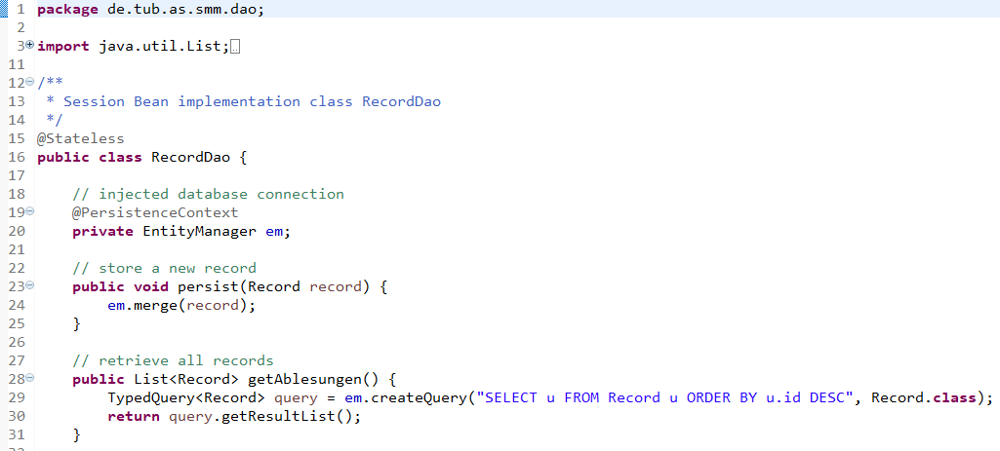 1 package de.tub.as.smm.dao;
2
3 import java.util.List;
11
12 /**
13  * Session Bean implementation class RecordDao
14  */
15 @Stateless
16 public class RecordDao {
17
18     // injected database connection
19     @PersistenceContext
20     private EntityManager em;
21
22     // store a new record
23     public void persist(Record record) {
24         em.merge(record);
25     }
26
27     // retrieve all records
28     public List<Record> getAblesungen() {
29         TypedQuery<Record> query = em.createQuery("SELECT u FROM Record u ORDER BY u.id DESC", Record.class);
30         return query.getResultList();
31     }